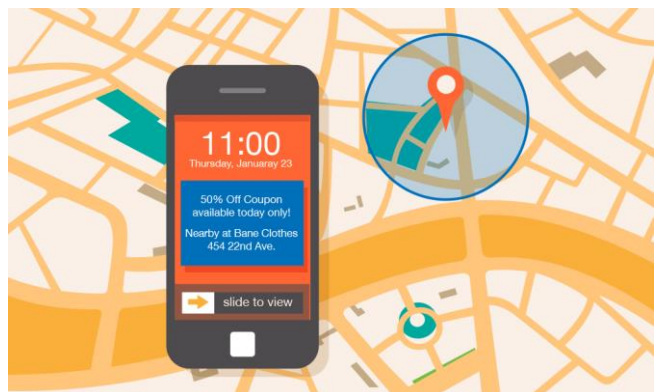 11:00
Thursday, Januaray 23
50% Off Coupon
available today only!
Nearby at Bane Clothes
454 22nd Ave.
slide to view